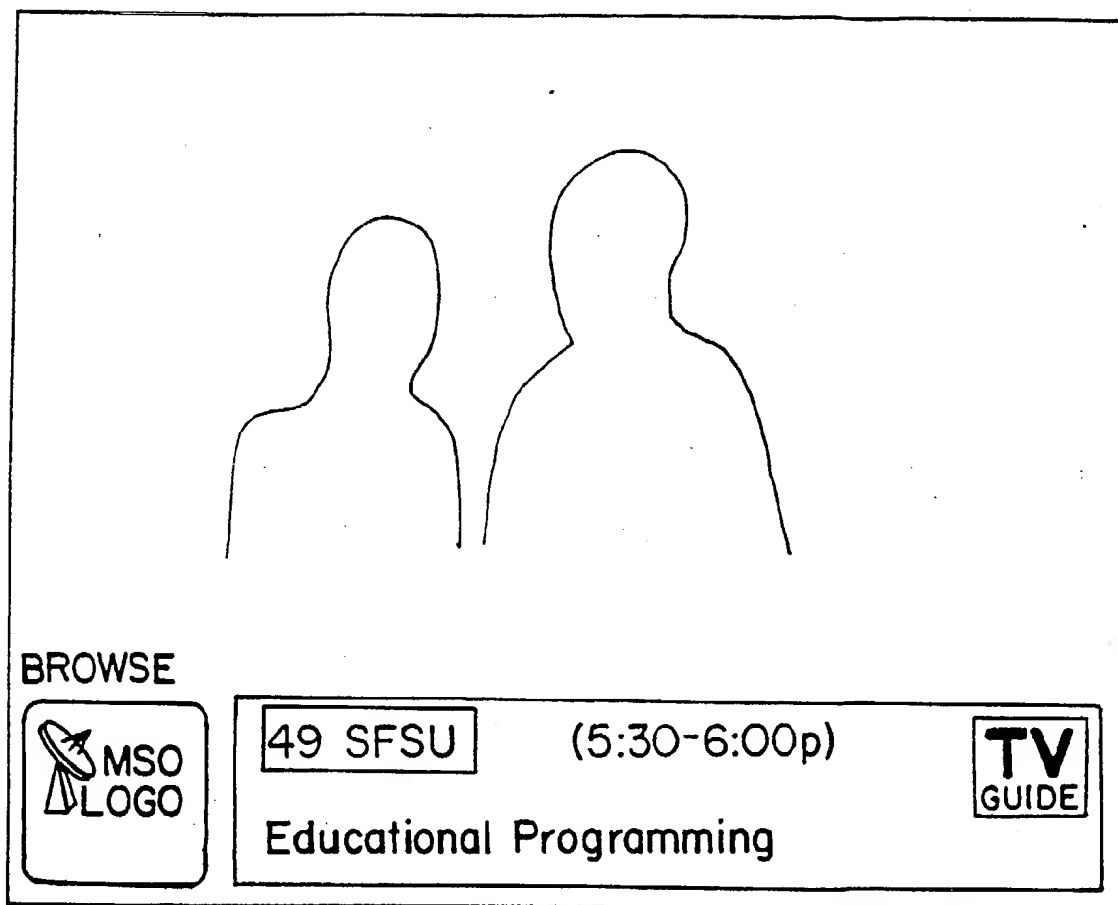 BROWSE
MSO
LOGO
49 SFSU (5:30-6:00p)
Educational Programming
TV
GUIDE